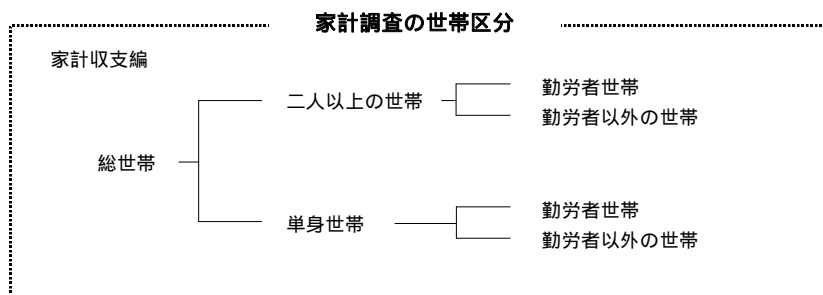 家計調査の世帯区分
家計収支編
二人以上の世帯
勤労者世帯
勤労者以外の世帯
総世帯
単身世帯
勤労者世帯
勤労者以外の世帯